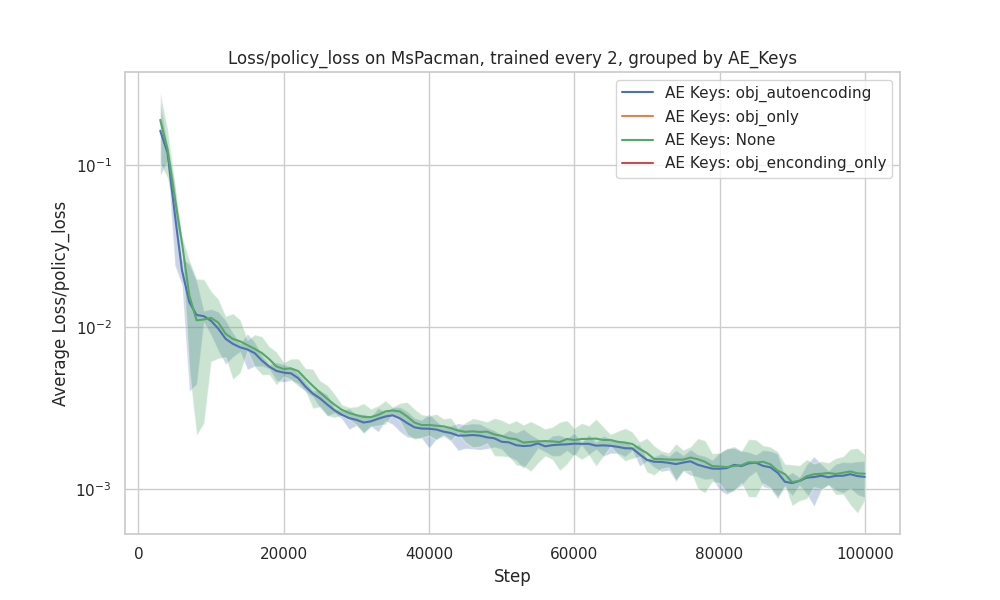 Loss/policy_loss on MsPacman, trained every 2, grouped by AE_Keys
AE Keys: obj_autoencoding
AE Keys: obj_only
AE Keys: None
AE Keys: obj_enconding_only
Average Loss/policy_loss
10⁻¹
10⁻²
10⁻³
0 20000 40000 60000 80000 100000
Step